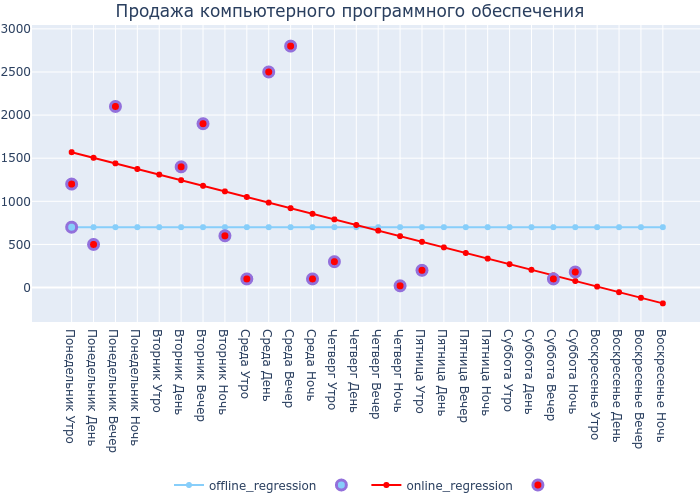 Продажа компьютерного программного обеспечения
3000
2500
2000
1500
1000
500
0
Понедельник Утро
Понедельник День
Понедельник Вечер
Понедельник Ночь
Вторник Утро
Вторник День
Вторник Вечер
Вторник Ночь
Среда Утро
Среда День
Среда Вечер
Среда Ночь
Четверг Утро
Четверг День
Четверг Вечер
Четверг Ночь
Пятница Утро
Пятница День
Пятница Вечер
Пятница Ночь
Суббота Утро
Суббота День
Суббота Вечер
Суббота Ночь
Воскресенье Утро
Воскресенье День
Воскресенье Вечер
Воскресенье Ночь
offline_regression
online_regression